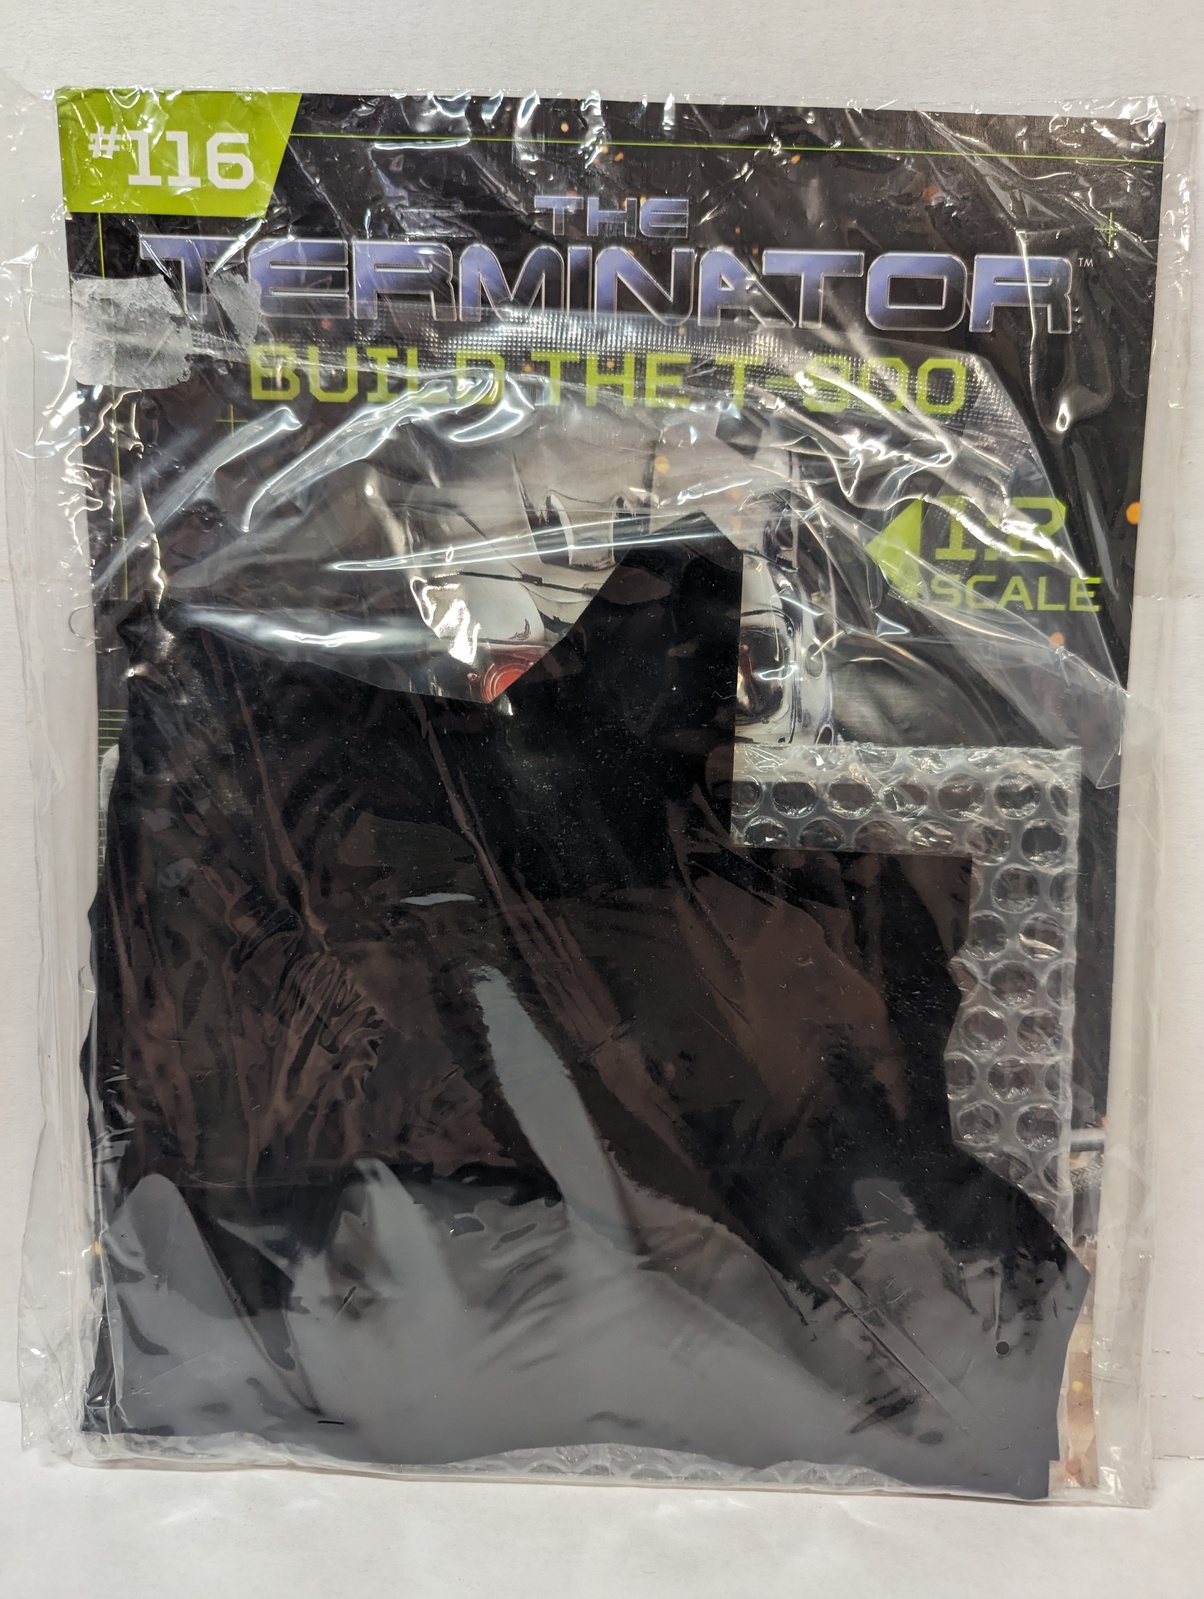 #116
THE
TERMINATOR™
BUILD THE T-800
1:2
SCALE